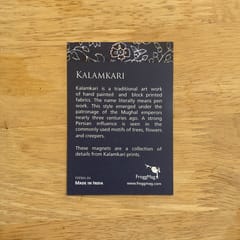 KALAMKARI
Kalamkari is a traditional art work
of hand painted and block printed
fabrics. The name literally means pen
work. This style emerged under the
patronage of the Mughal emperors
nearly three centuries ago. A strong
Persian influence is seen in the
commonly used motifs of trees, flowers
and creepers.
These magnets are a collection of
details from Kalamkari prints.
MADE IN INDIA
FroggMag
www.froggmag.com